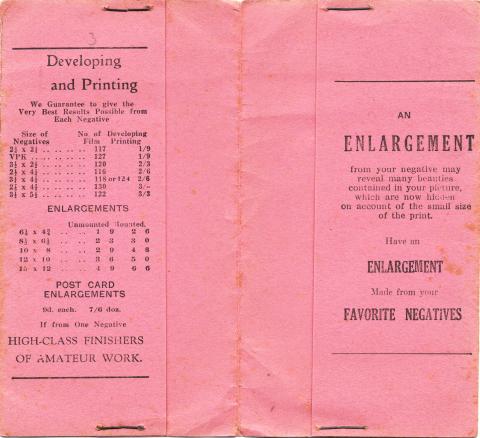 3
Developing
and Printing
We Guarantee to give the
Very Best Results Possible from
Each Negative
Size of No. of Developing
Negatives Film Printing
2¼ x 3¼ .. .. .. .. 117 1/9
VPK .. .. .. .. .. 127 1/9
3¼ x 2¼ .. .. .. .. 120 2/3
2½ x 4¼ .. .. .. .. 116 2/6
3¼ x 4¼ .. .. .. .. 118 or 124 2/6
2⅞ x 4⅞ .. .. .. .. 130 3/-
3¼ x 5½ .. .. .. .. 122 3/3
ENLARGEMENTS
Unmounted Mounted.
6½ x 4¾ .. .. .. 1 9 2 6
8½ x 6½ .. .. .. 2 3 3 0
10 x 8 .. .. .. 2 9 4 6
12 x 10 .. .. .. 3 6 5 0
15 x 12 .. .. .. 4 9 6 6
POST CARD
ENLARGEMENTS
9d. each. 7/6 doz.
If from One Negative
HIGH-CLASS FINISHERS
OF AMATEUR WORK.
AN
ENLARGEMENT
from your negative may
reveal many beauties
contained in your picture,
which are now hidden
on account of the small size
of the print.
Have an
ENLARGEMENT
Made from your
FAVORITE NEGATIVES